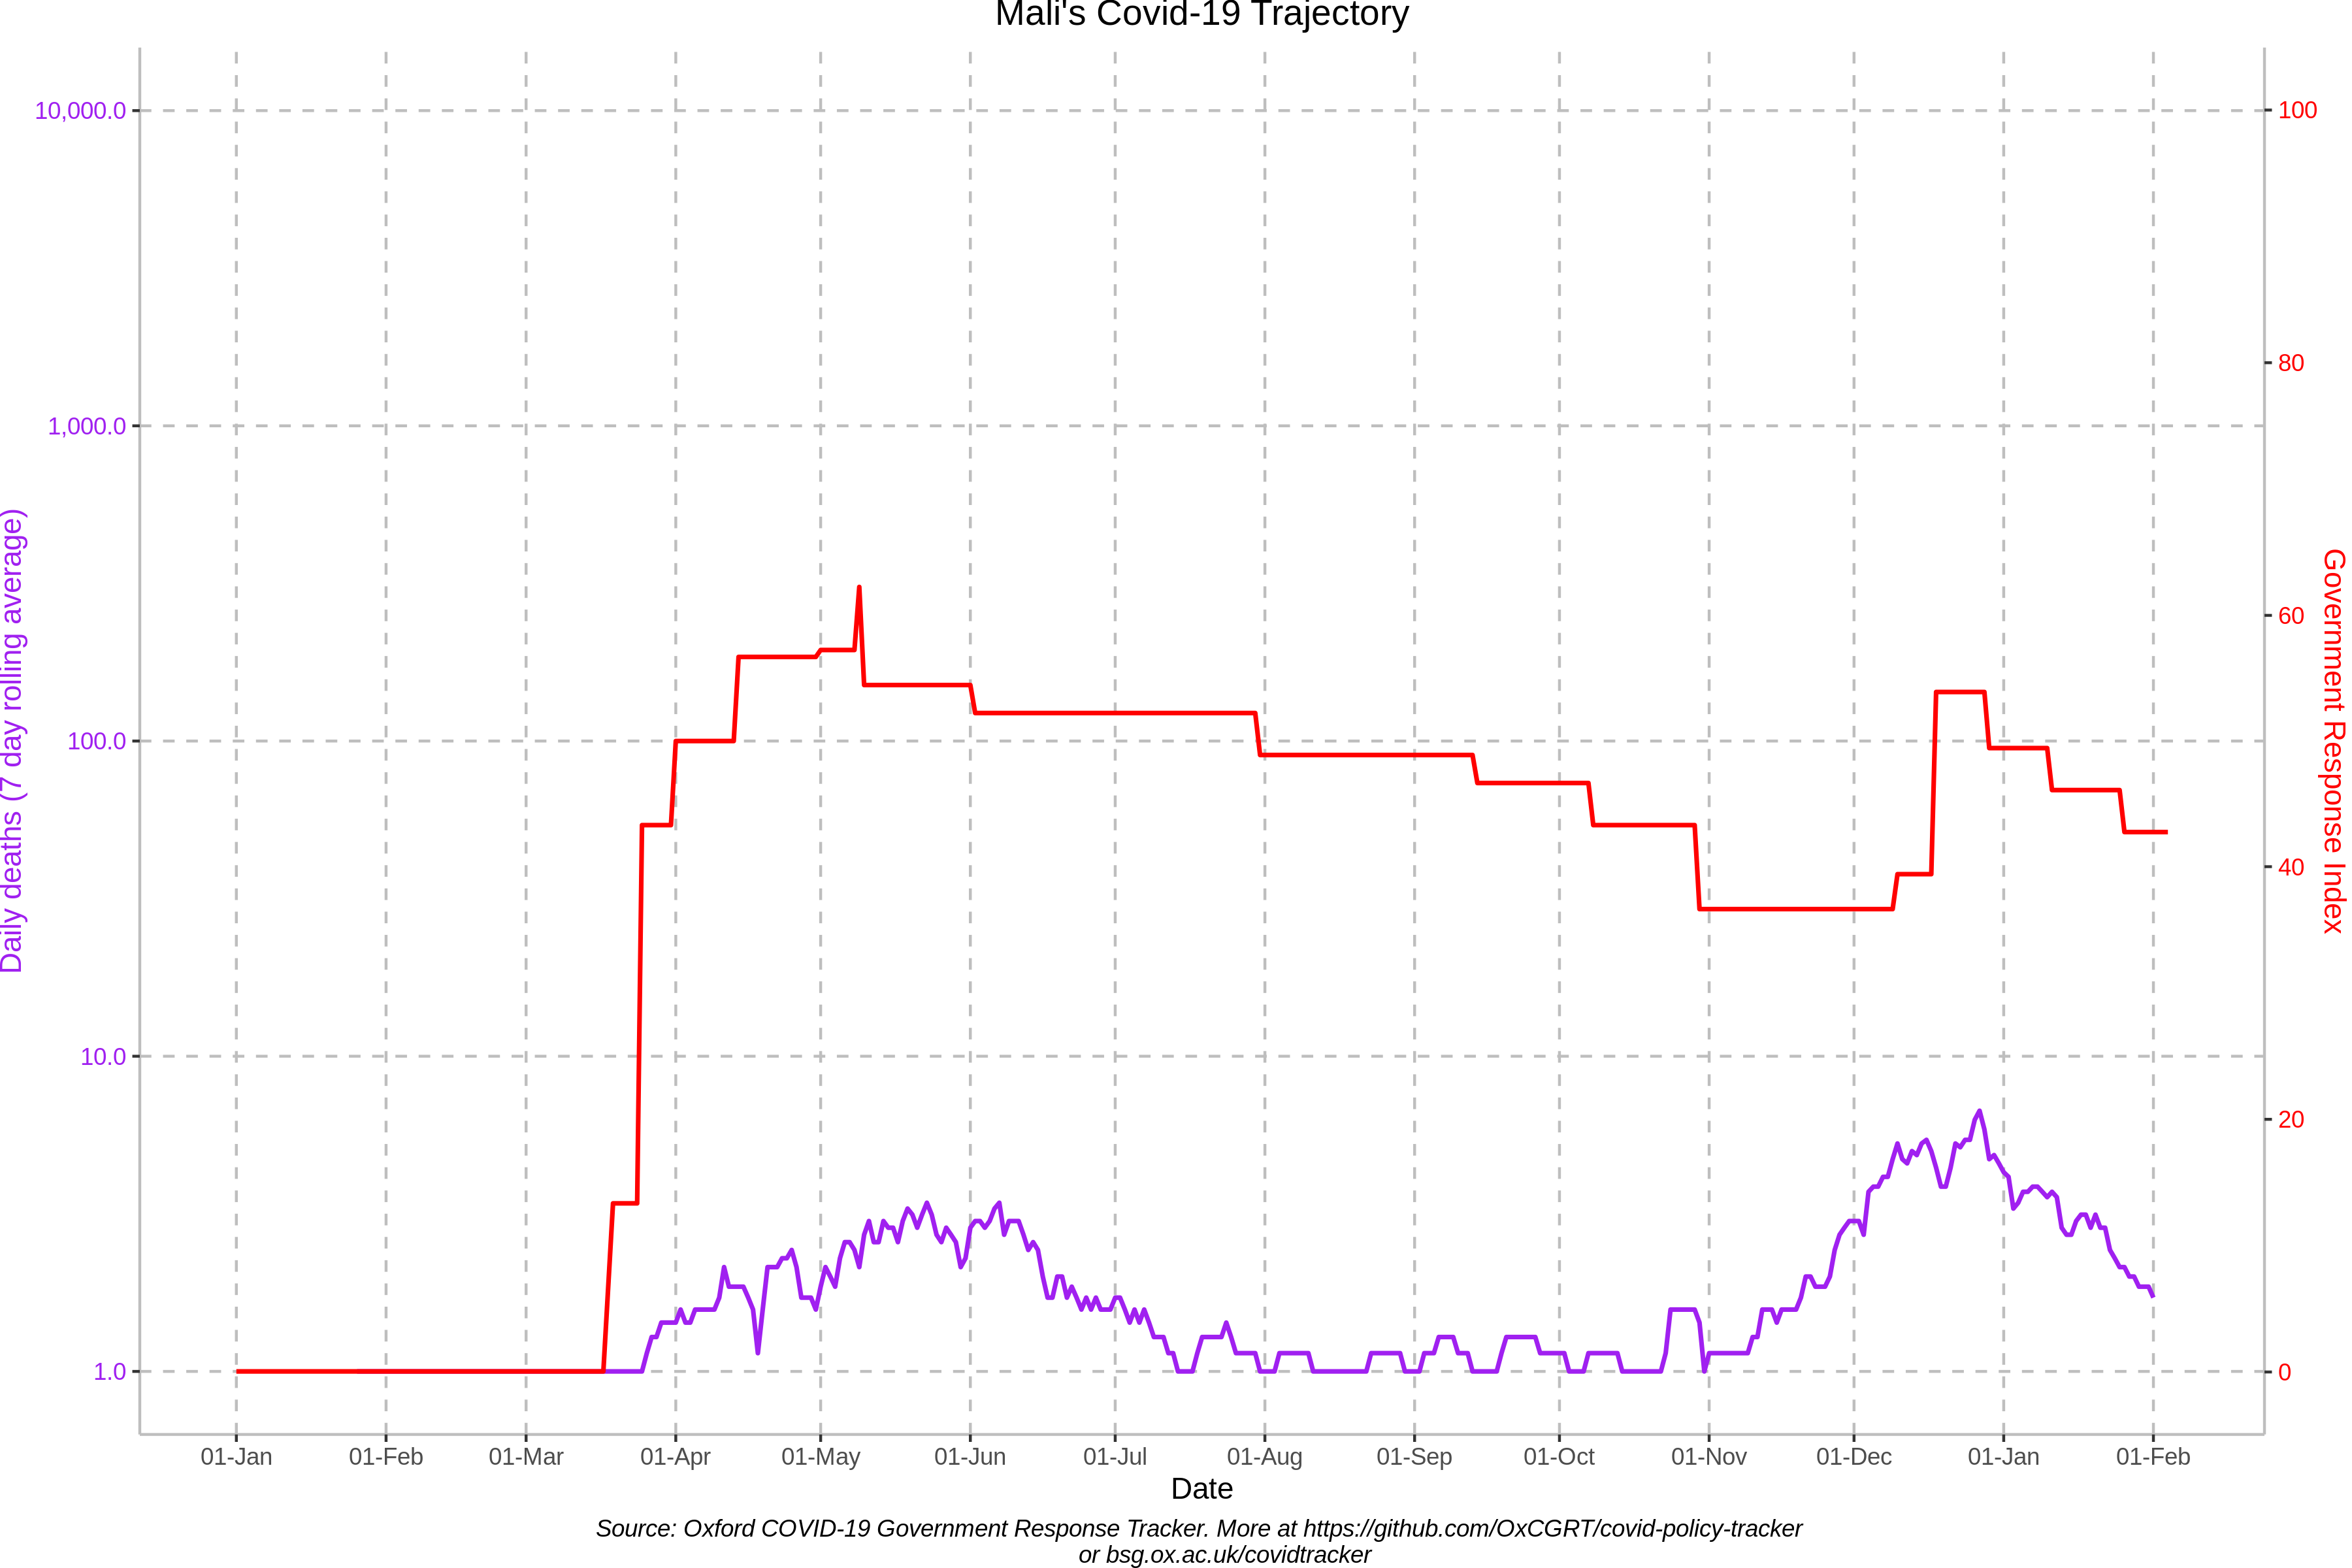 Mali's Covid-19 Trajectory
10,000.0
1,000.0
100.0
10.0
1.0
Daily deaths (7 day rolling average)
100
80
60
40
20
0
Government Response Index
01-Jan 01-Feb 01-Mar 01-Apr 01-May 01-Jun 01-Jul 01-Aug 01-Sep 01-Oct 01-Nov 01-Dec 01-Jan 01-Feb
Date
Source: Oxford COVID-19 Government Response Tracker. More at https://github.com/OxCGRT/covid-policy-tracker
or bsg.ox.ac.uk/covidtracker